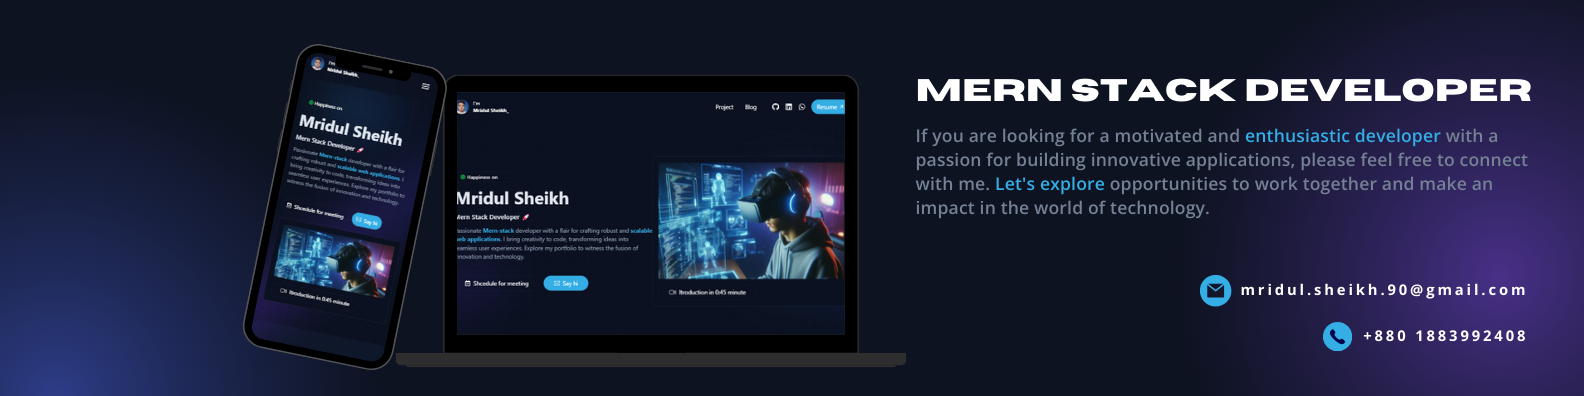 I'm
Mridul Sheikh_
Happiness on
Mridul Sheikh
Mern Stack Developer
Passionate Mern-stack developer with a flair for
crafting robust and scalable web applications. I
bring creativity to code, transforming ideas into
seamless user experiences. Explore my portfolio to
witness the fusion of innovation and technology.
Shcedule for meeting
Say hi
Itroduction in 0:45 minute
I'm
Mridul Sheikh_
Project Blog Resume
Happiness on
Mridul Sheikh
Mern Stack Developer
assionate Mern-stack developer with a flair for crafting robust and scalable
web applications. I bring creativity to code, transforming ideas into
eamless user experiences. Explore my portfolio to witness the fusion of
nnovation and technology.
Shcedule for meeting Say hi
Itroduction in 0:45 minute
MERN STACK DEVELOPER
If you are looking for a motivated and enthusiastic developer with a
passion for building innovative applications, please feel free to connect
with me. Let's explore opportunities to work together and make an
impact in the world of technology.
mridul.sheikh.90@gmail.com
+880 1883992408